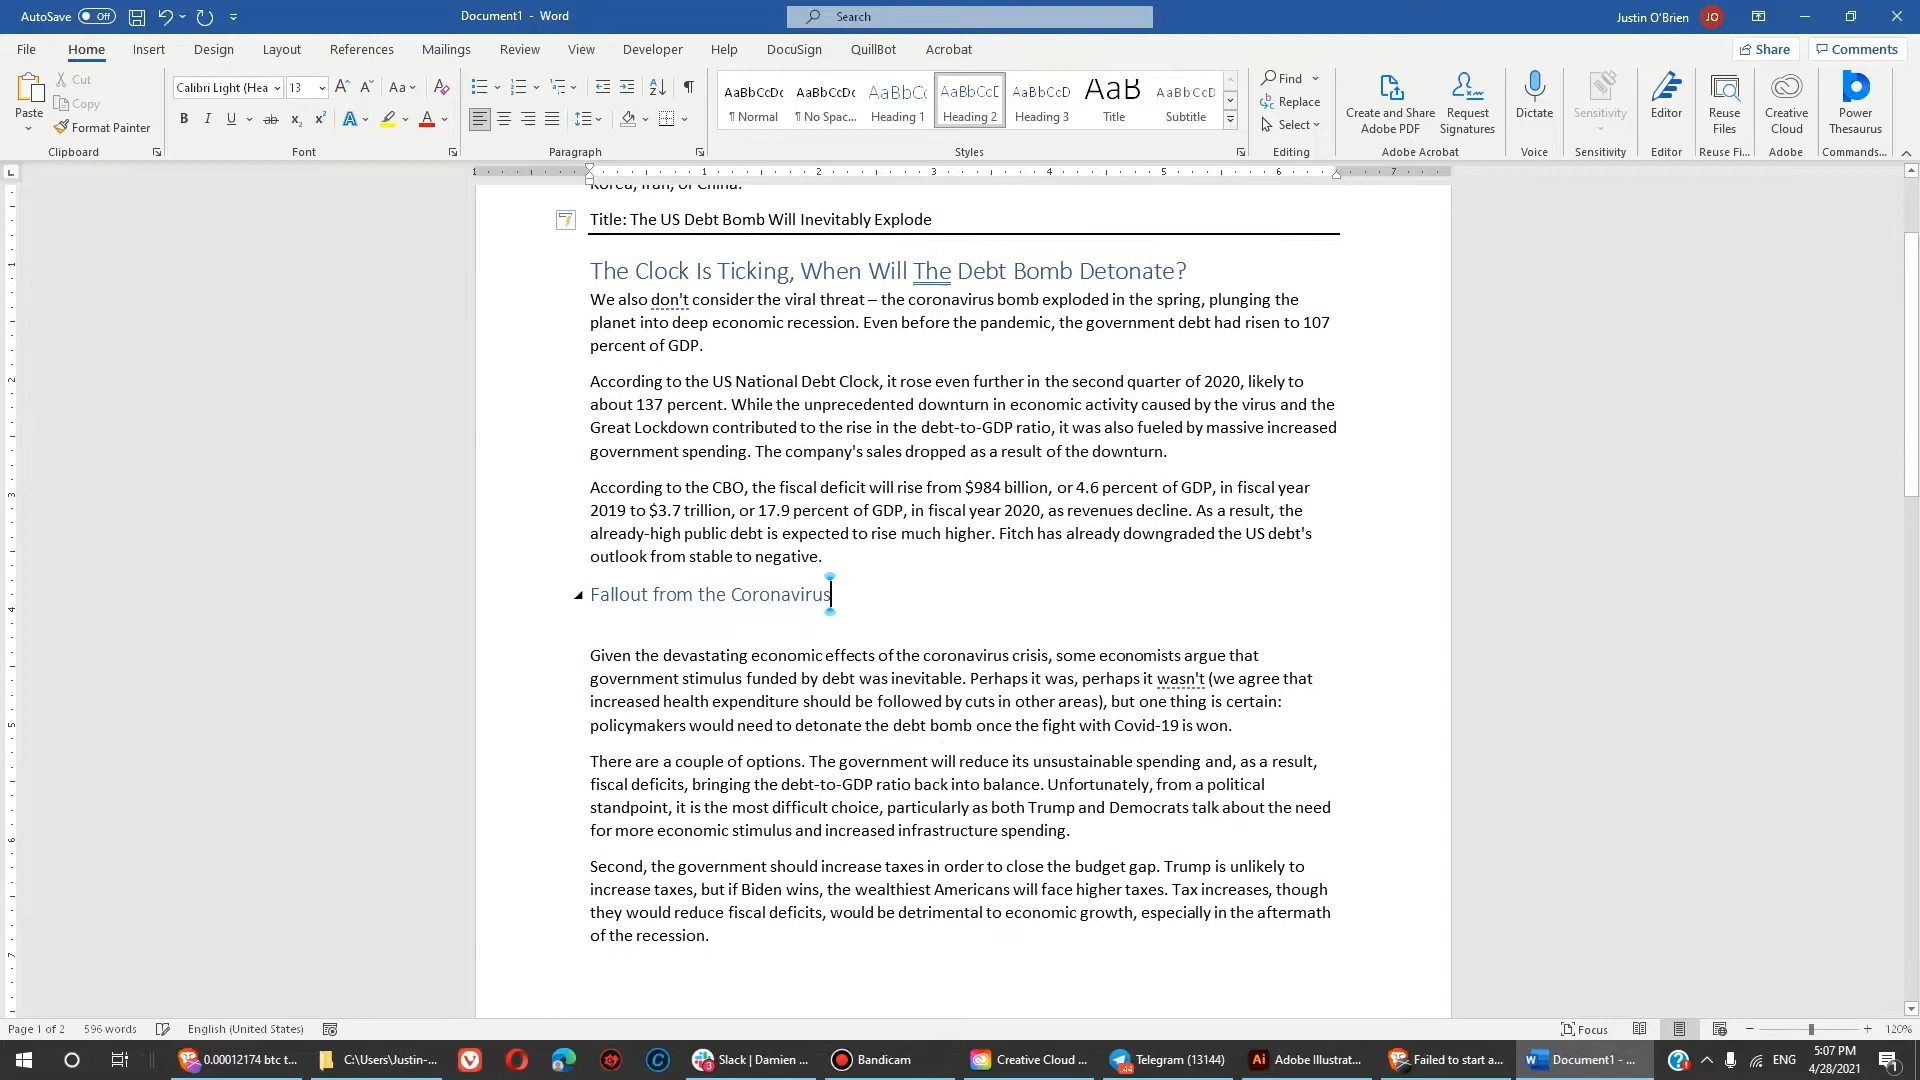 AutoSave Off Document1 - Word Search Justin O'Brien JO
File Home Insert Design Layout References Mailings Review View Developer Help DocuSign QuillBot Acrobat Share Comments
Paste Cut Copy Format Painter
Clipboard
Calibri Light (Hea 13 Aa
B I U ab x₂ x² A A
Font
Paragraph
AaBbCcDc AaBbCcDc AaBbCc AaBbCcD AaBbCcD AaB AaBbCcD
¶ Normal ¶ No Spac... Heading 1 Heading 2 Heading 3 Title Subtitle
Styles
Find
Replace
Select
Editing
Create and Share Adobe PDF Request Signatures
Adobe Acrobat
Dictate
Voice
Sensitivity
Sensitivity
Editor
Editor
Reuse Files
Reuse Fi...
Creative Cloud
Adobe
Power Thesaurus
Commands...
1 1 2 3 4 5 6 7
Korea, Iran, or China.
Title: The US Debt Bomb Will Inevitably Explode
The Clock Is Ticking, When Will The Debt Bomb Detonate?
We also don't consider the viral threat – the coronavirus bomb exploded in the spring, plunging the
planet into deep economic recession. Even before the pandemic, the government debt had risen to 107
percent of GDP.
According to the US National Debt Clock, it rose even further in the second quarter of 2020, likely to
about 137 percent. While the unprecedented downturn in economic activity caused by the virus and the
Great Lockdown contributed to the rise in the debt-to-GDP ratio, it was also fueled by massive increased
government spending. The company's sales dropped as a result of the downturn.
According to the CBO, the fiscal deficit will rise from $984 billion, or 4.6 percent of GDP, in fiscal year
2019 to $3.7 trillion, or 17.9 percent of GDP, in fiscal year 2020, as revenues decline. As a result, the
already-high public debt is expected to rise much higher. Fitch has already downgraded the US debt's
outlook from stable to negative.
Fallout from the Coronavirus
Given the devastating economic effects of the coronavirus crisis, some economists argue that
government stimulus funded by debt was inevitable. Perhaps it was, perhaps it wasn't (we agree that
increased health expenditure should be followed by cuts in other areas), but one thing is certain:
policymakers would need to detonate the debt bomb once the fight with Covid-19 is won.
There are a couple of options. The government will reduce its unsustainable spending and, as a result,
fiscal deficits, bringing the debt-to-GDP ratio back into balance. Unfortunately, from a political
standpoint, it is the most difficult choice, particularly as both Trump and Democrats talk about the need
for more economic stimulus and increased infrastructure spending.
Second, the government should increase taxes in order to close the budget gap. Trump is unlikely to
increase taxes, but if Biden wins, the wealthiest Americans will face higher taxes. Tax increases, though
they would reduce fiscal deficits, would be detrimental to economic growth, especially in the aftermath
of the recession.
Page 1 of 2 596 words English (United States) Focus 120%
0.00012174 btc t... C:\Users\Justin-... Slack | Damien ... Bandicam Creative Cloud ... Telegram (13144) Adobe Illustrat... Failed to start a... Document1 - ... ENG 5:07 PM
4/28/2021